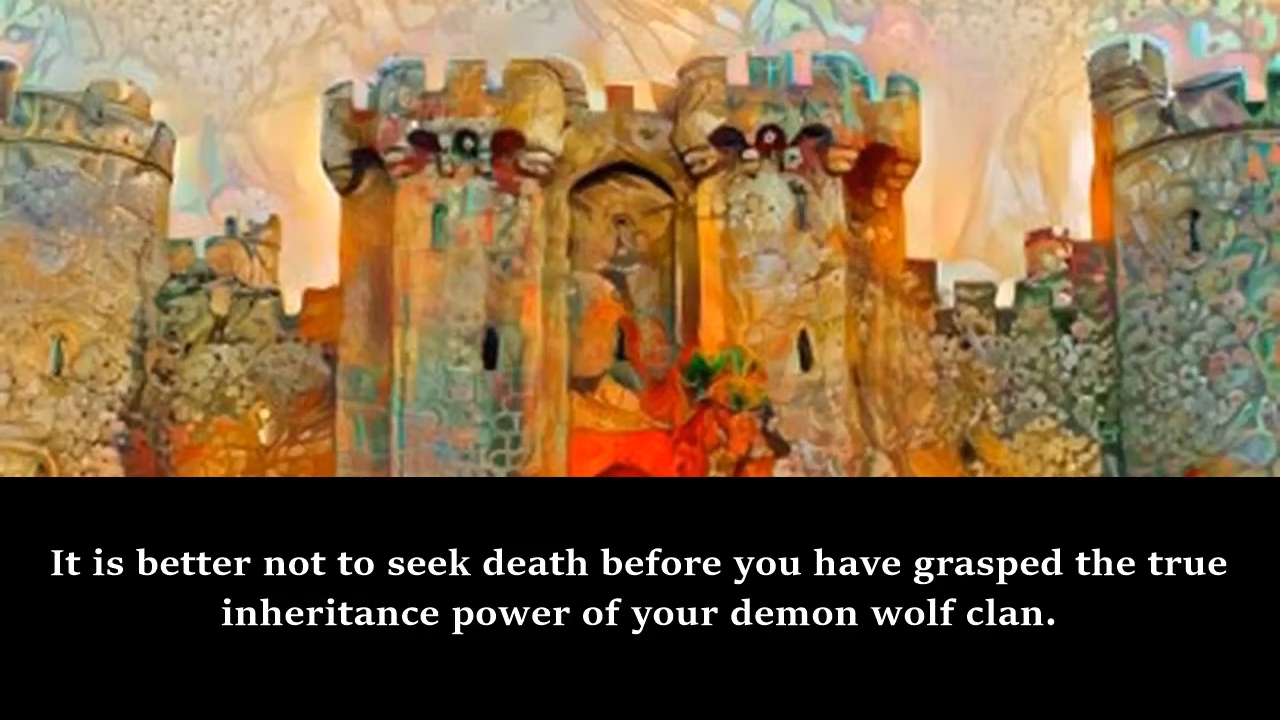 It is better not to seek death before you have grasped the true
inheritance power of your demon wolf clan.